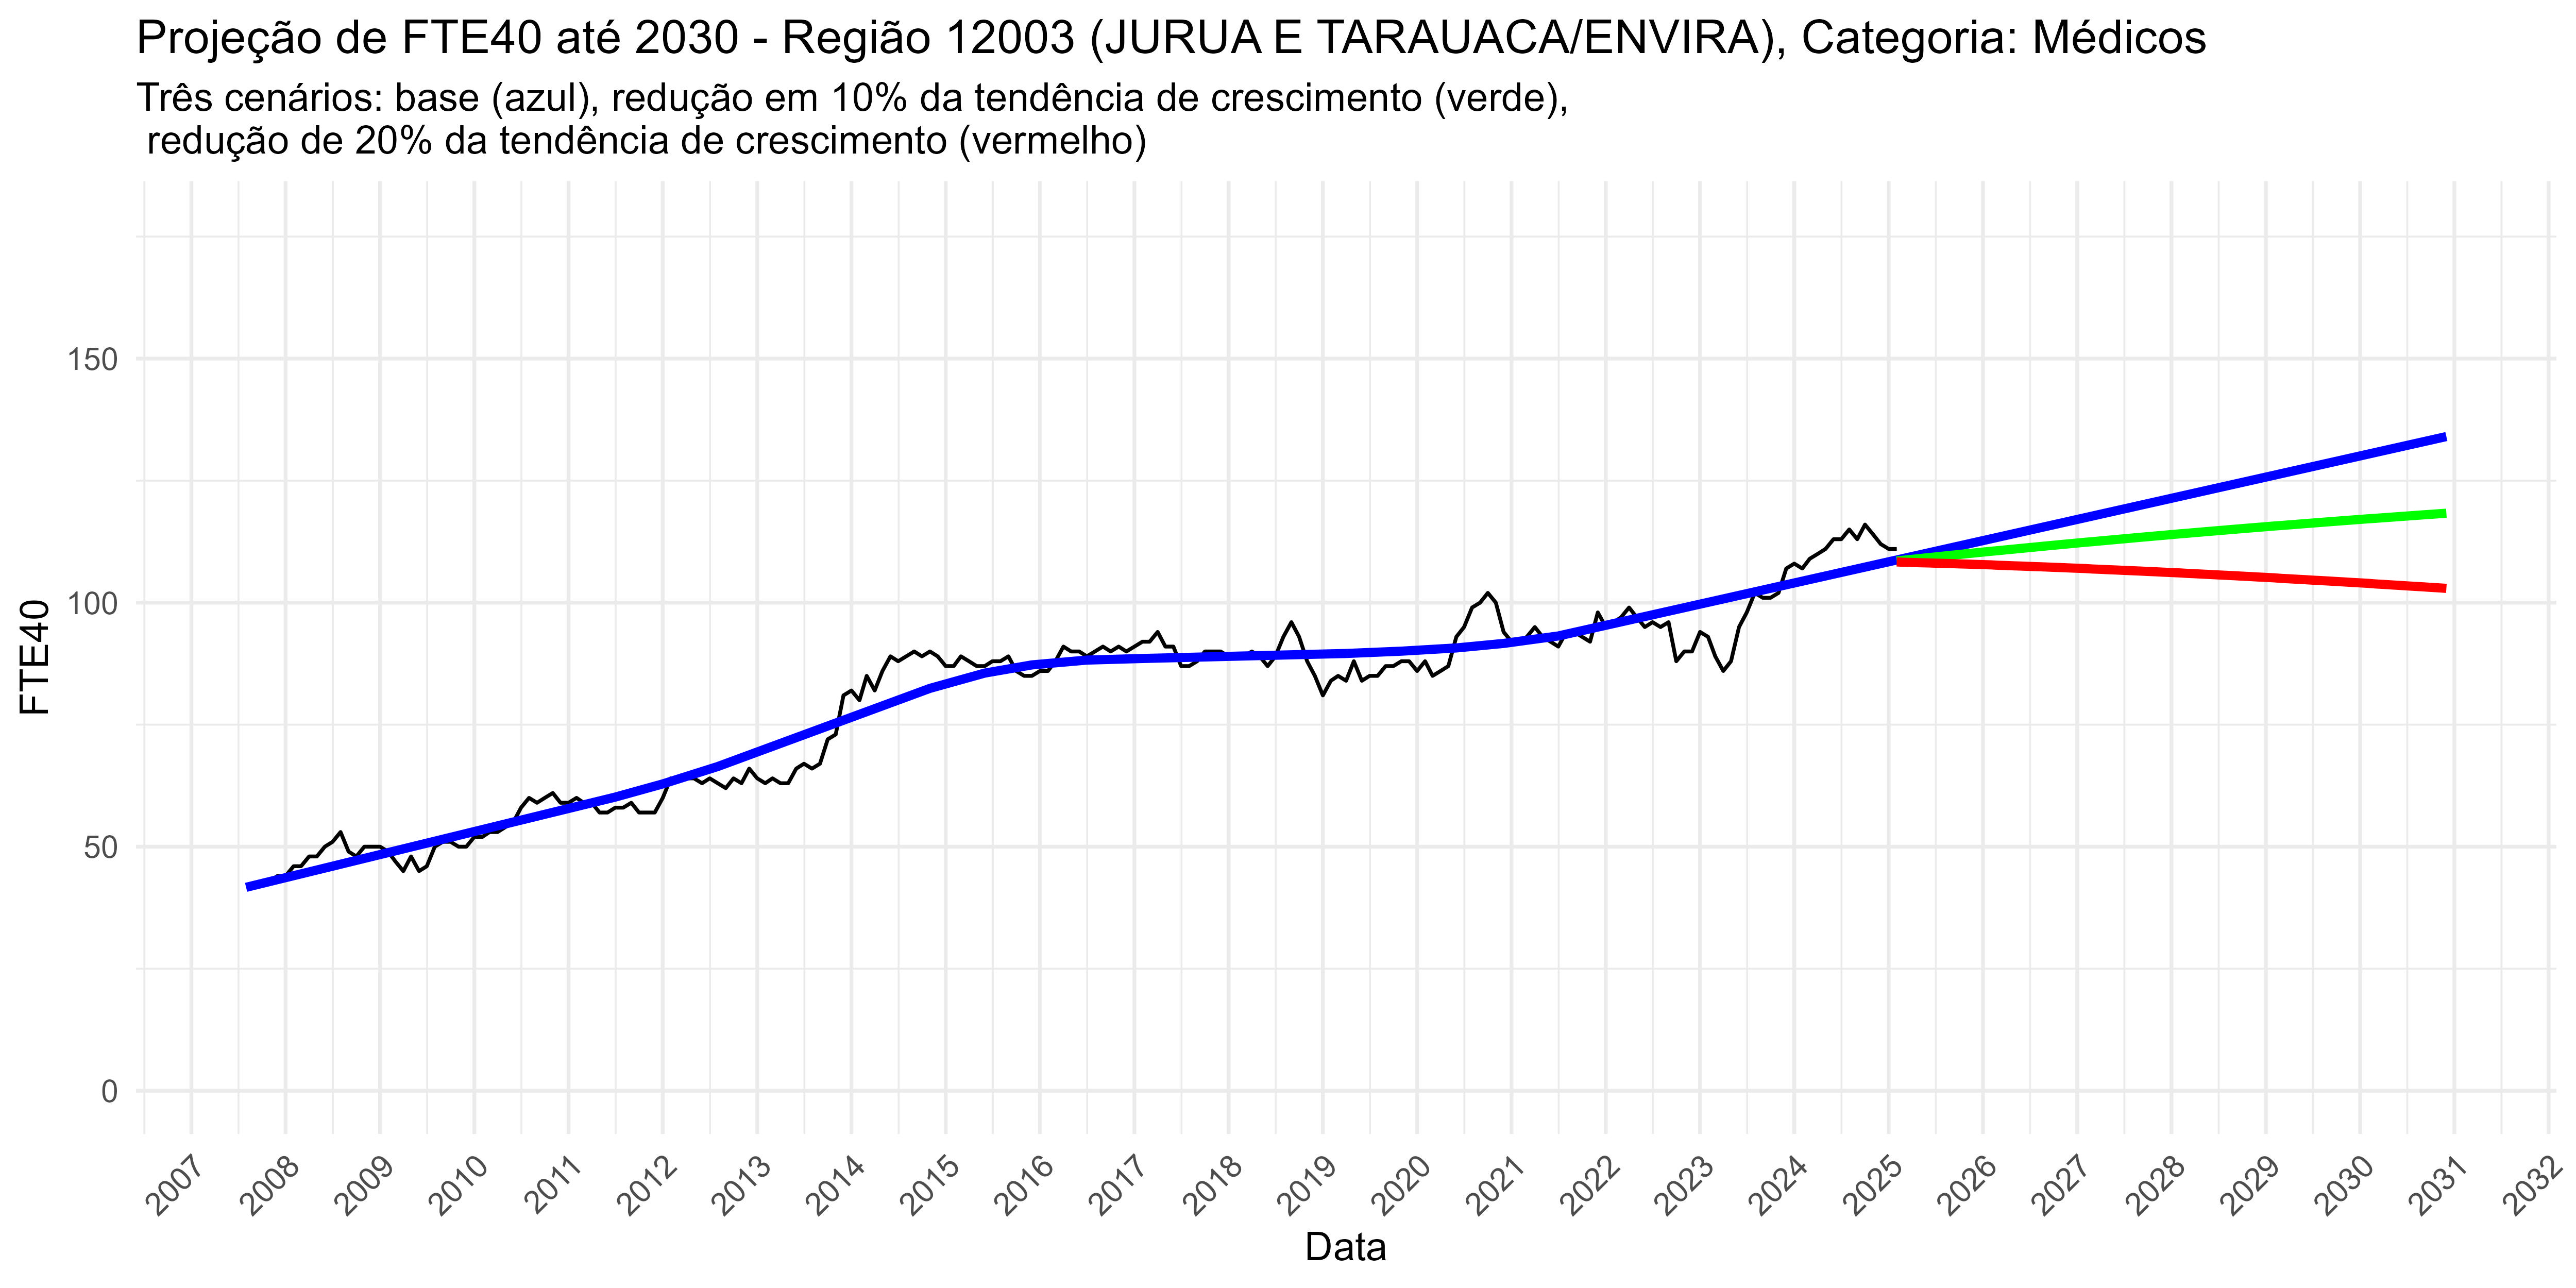 Projeção de FTE40 até 2030 - Região 12003 (JURUA E TARAUACA/ENVIRA), Categoria: Médicos
Três cenários: base (azul), redução em 10% da tendência de crescimento (verde),
redução de 20% da tendência de crescimento (vermelho)
150
100
50
0
FTE40
2007 2008 2009 2010 2011 2012 2013 2014 2015 2016 2017 2018 2019 2020 2021 2022 2023 2024 2025 2026 2027 2028 2029 2030 2031 2032
Data